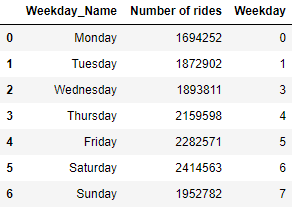 Weekday_Name Number of rides Weekday
0 Monday 1694252 0
1 Tuesday 1872902 1
2 Wednesday 1893811 3
3 Thursday 2159598 4
4 Friday 2282571 5
5 Saturday 2414563 6
6 Sunday 1952782 7